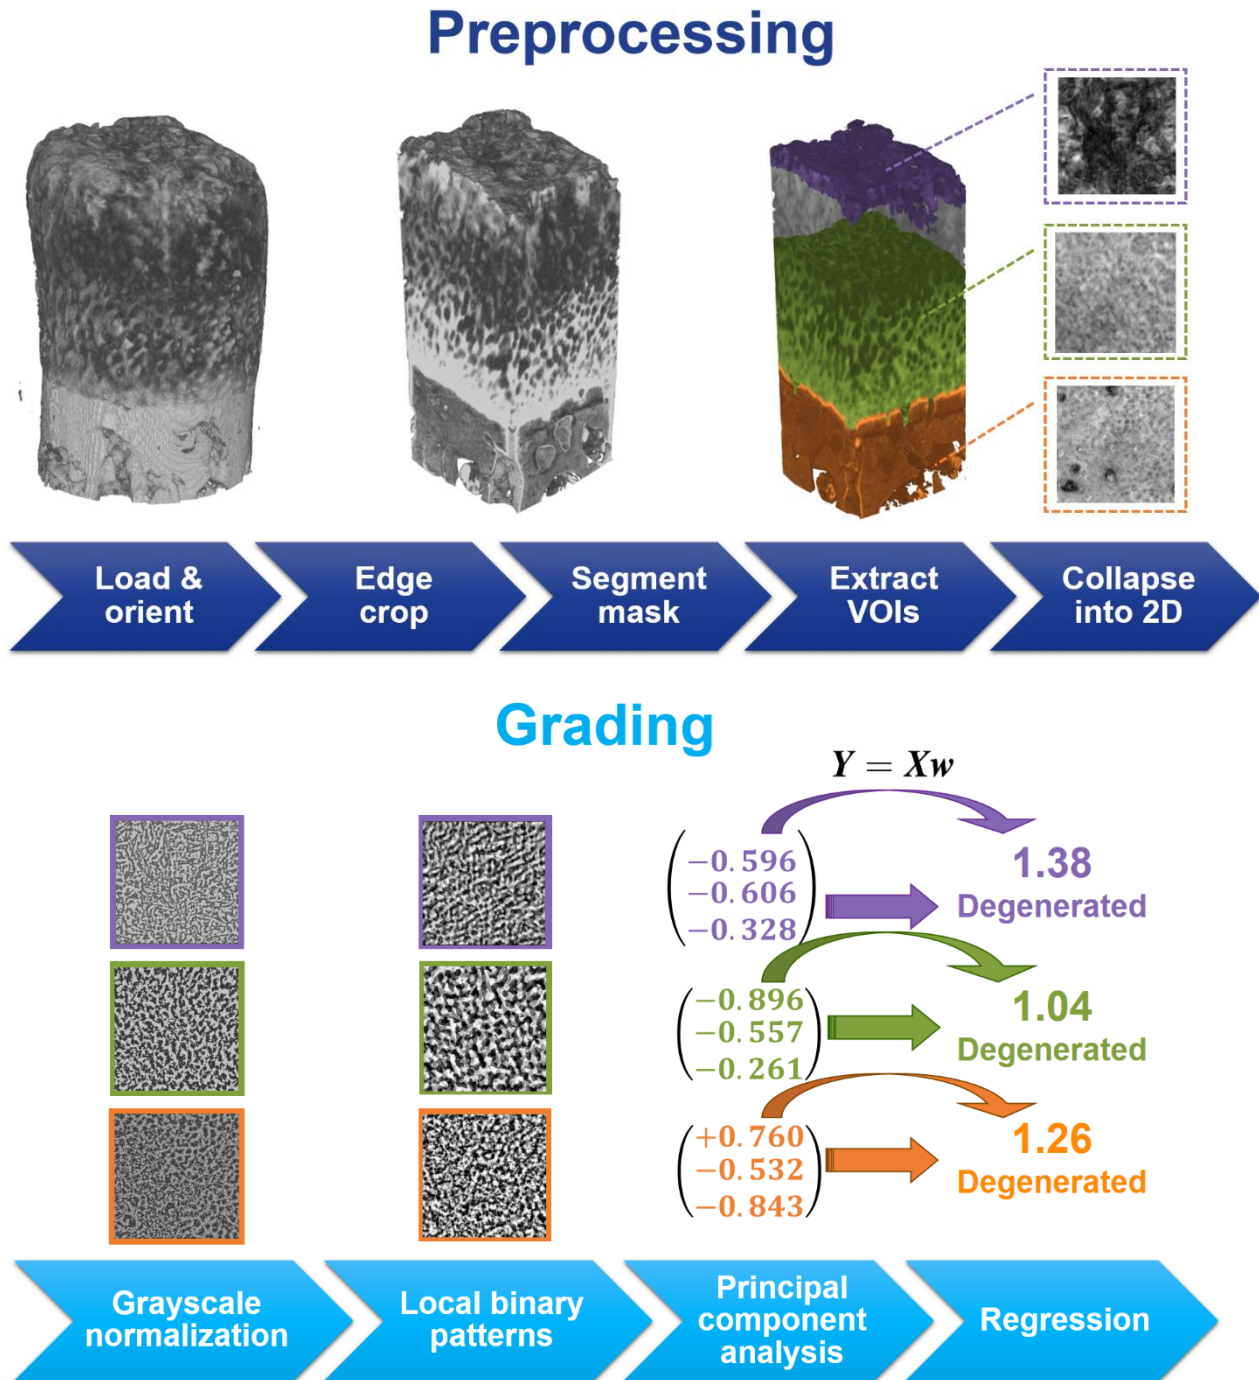 Preprocessing
Load &
orient
Edge
crop
Segment
mask
Extract
VOIs
Collapse
into 2D
Grading
Y = Xw
−0.596
−0.606
−0.328
1.38
Degenerated
−0.896
−0.557
−0.261
1.04
Degenerated
+0.760
−0.532
−0.843
1.26
Degenerated
Grayscale
normalization
Local binary
patterns
Principal
component
analysis
Regression